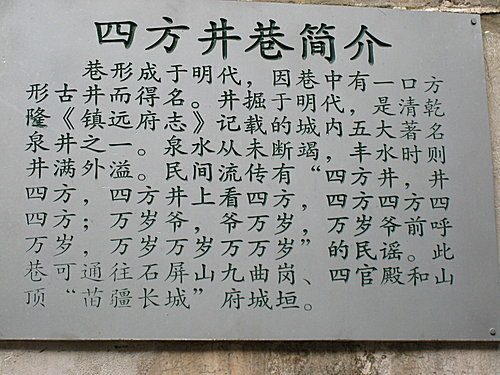 四方井巷简介
巷形成于明代，因巷中有一口方
形古井而得名。井掘于明代，是清乾
隆《镇远府志》记载的城内五大著名
泉井之一。泉水从未断竭，丰水时则
井满外溢。民间流传有“四方井，井
四方，四方井上看四方，四方四方
四方；万岁爷，爷万岁，万岁爷前呼
万岁，万岁万岁万万岁”的民谣。此
巷可通往石屏山九曲岗、四官殿和山
顶“苗疆长城”府城垣。